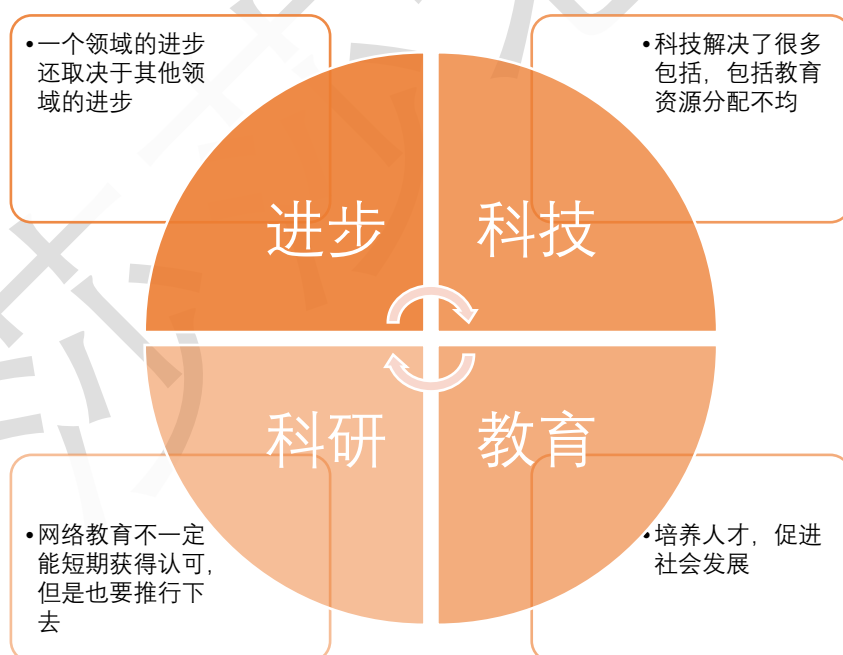 •一个领域的进步
还取决于其他领
域的进步
•科技解决了很多
包括，包括教育
资源分配不均
进步
科技
科研
教育
•网络教育不一定
能短期获得认可，
但是也要推行下
去
•培养人才，促进
社会发展